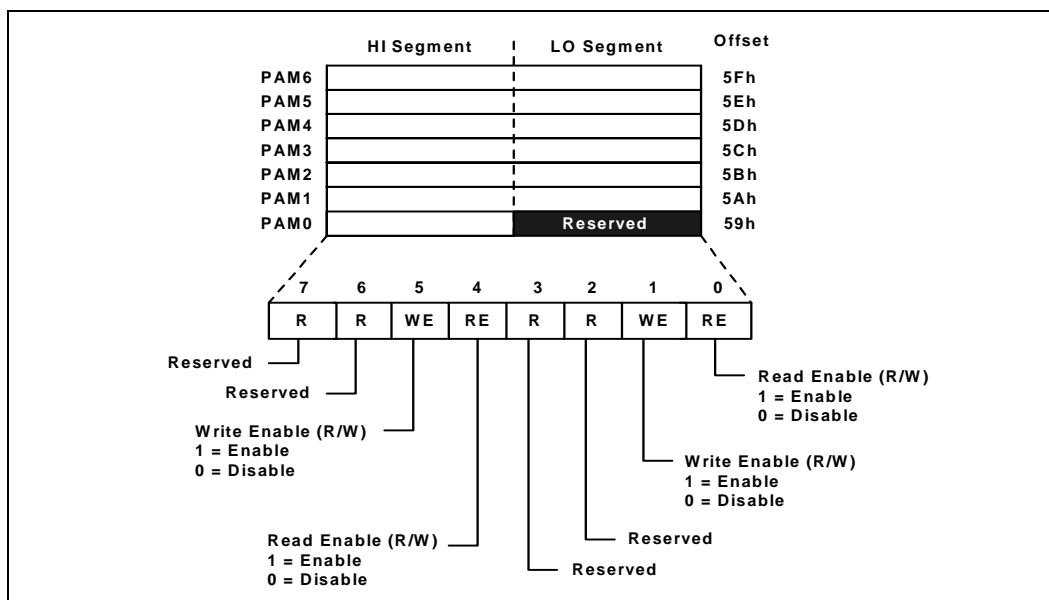 HI Segment LO Segment Offset
PAM6 5Fh
PAM5 5Eh
PAM4 5Dh
PAM3 5Ch
PAM2 5Bh
PAM1 5Ah
PAM0 Reserved 59h
7 6 5 4 3 2 1 0
R R WE RE R R WE RE
Reserved
Reserved
Read Enable (R/W)
1 = Enable
0 = Disable
Write Enable (R/W)
1 = Enable
0 = Disable
Write Enable (R/W)
1 = Enable
0 = Disable
Read Enable (R/W)
1 = Enable
0 = Disable
Reserved
Reserved